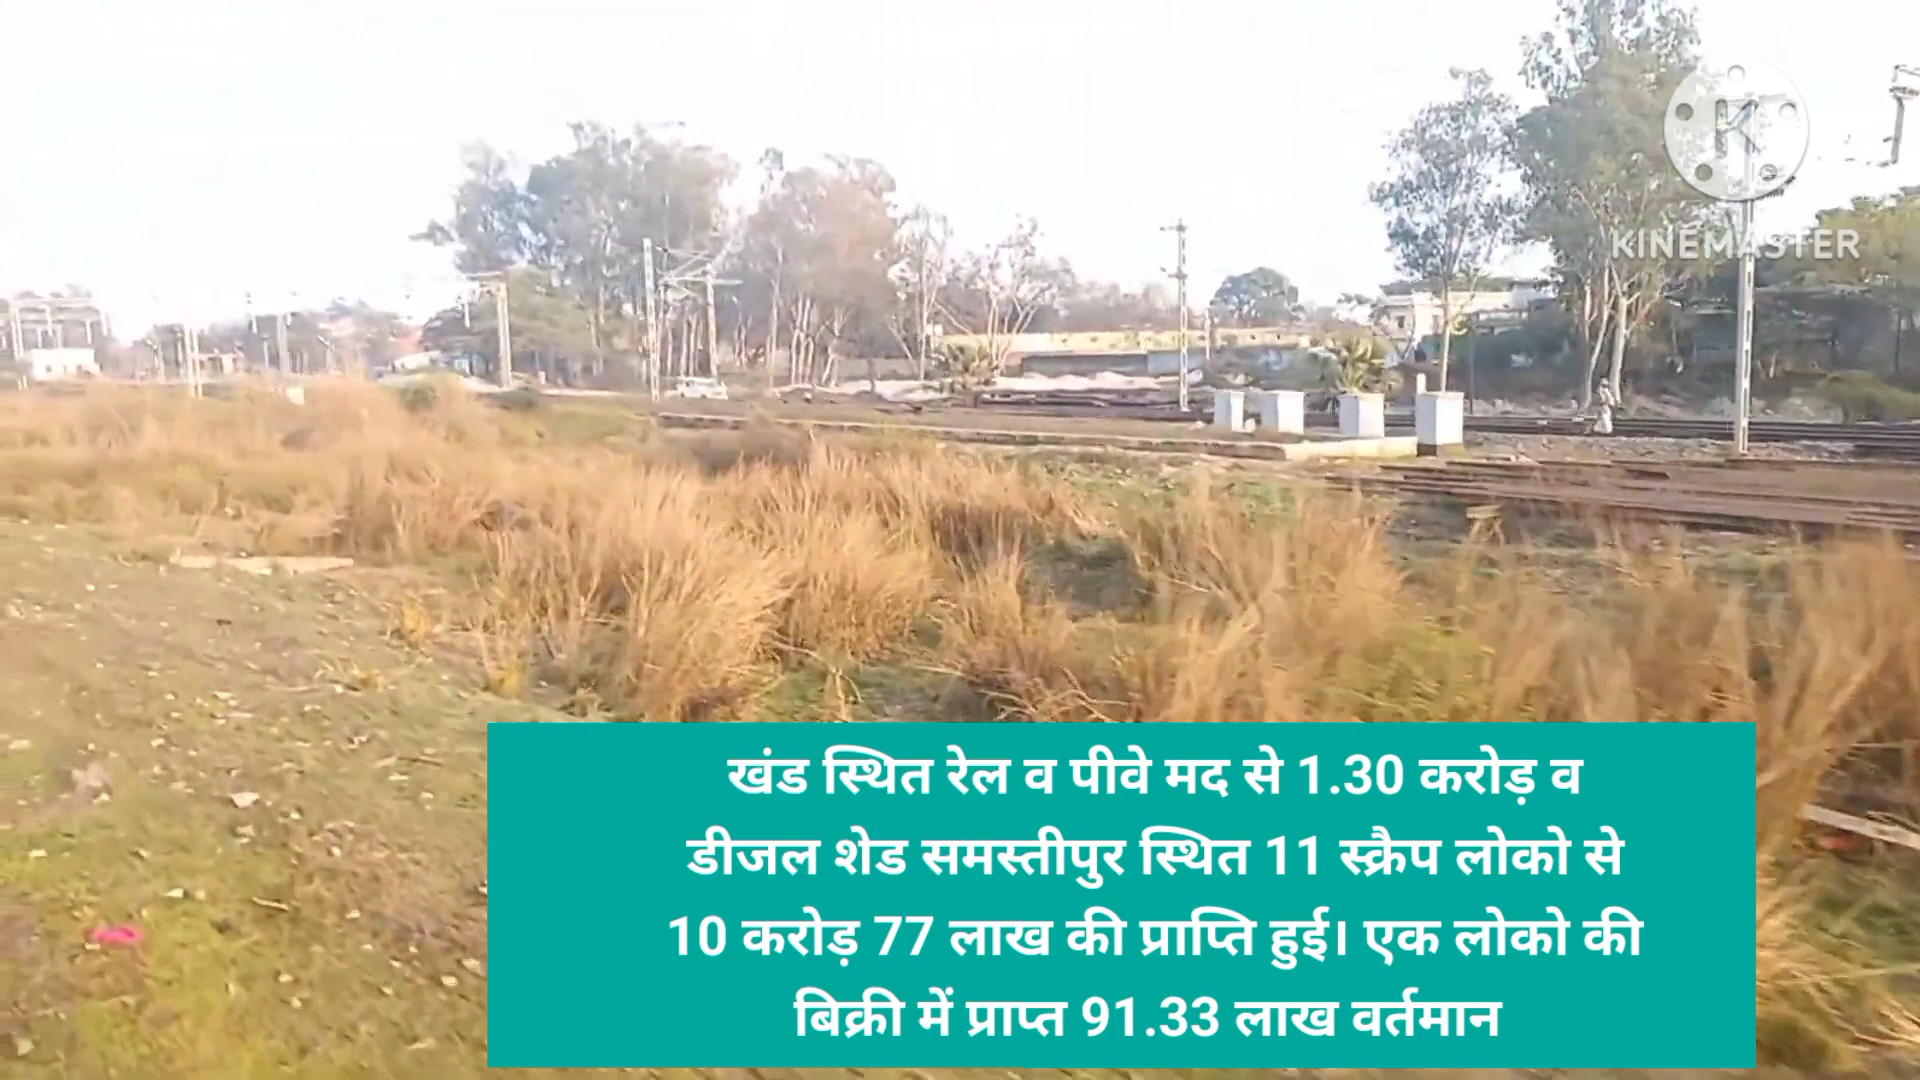 K
KINEMASTER
खंड स्थित रेल व पीवे मद से 1.30 करोड़ व
डीजल शेड समस्तीपुर स्थित 11 स्क्रैप लोको से
10 करोड़ 77 लाख की प्राप्ति हुई। एक लोको की
बिक्री में प्राप्त 91.33 लाख वर्तमान